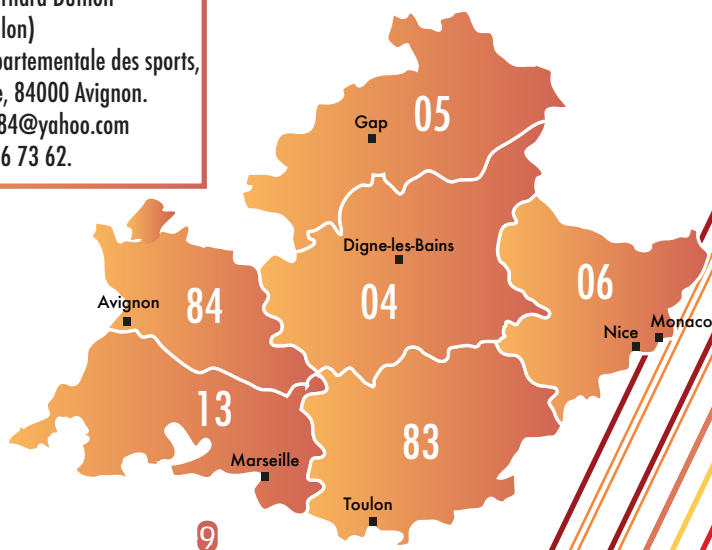 lon)
partementale des sports,
, 84000 Avignon.
84@yahoo.com
6 73 62.
05
Gap
Digne-les-Bains
04
06
Avignon
84
Nice
Monaco
13
83
Marseille
Toulon
9